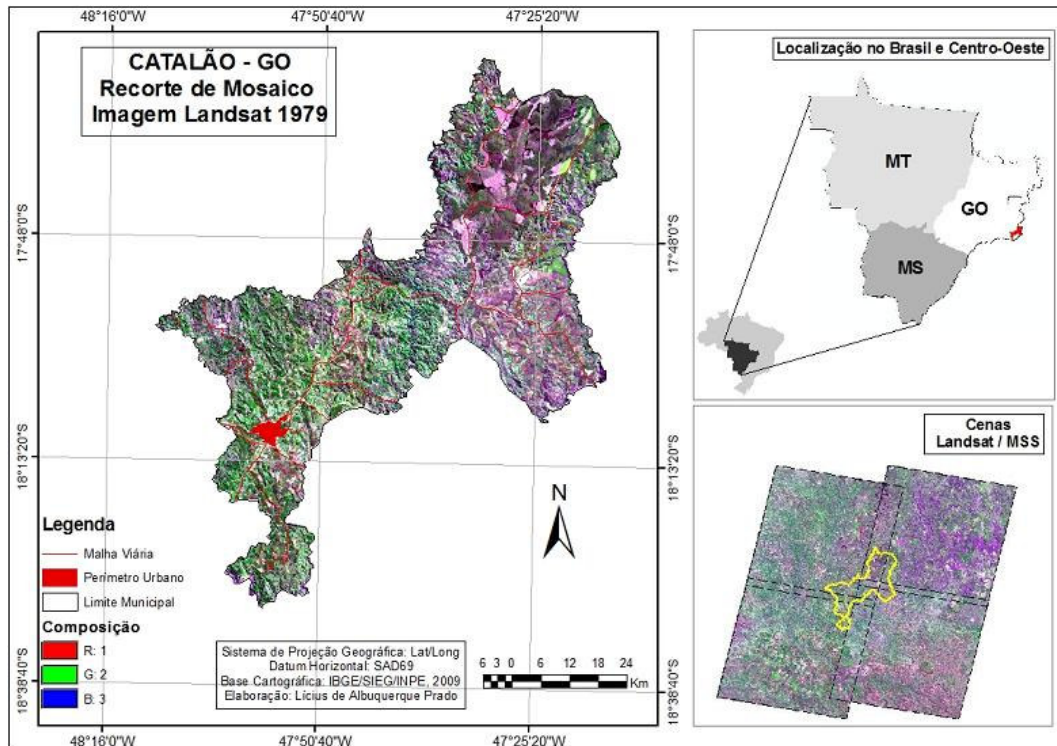 48°16'0"W
47°50'40"W
47°25'20"W
CATALÃO - GO
Recorte de Mosaico
Imagem Landsat 1979
17°48'0"S
17°48'0"S
18°13'20"S
18°13'20"S
18°38'40"S
18°38'40"S
N
Legenda
Malha Viária
Perímetro Urbano
Limite Municipal
Composição
R: 1
G: 2
B: 3
Sistema de Projeção Geográfica: Lat/Long
Datum Horizontal: SAD69
Base Cartográfica: IBGE/SIEG/INPE, 2009
Elaboração: Lícius de Albuquerque Prado
6 3 0 6 12 18 24
Km
48°16'0"W
47°50'40"W
47°25'20"W
Localização no Brasil e Centro-Oeste
MT
GO
MS
Cenas
Landsat / MSS